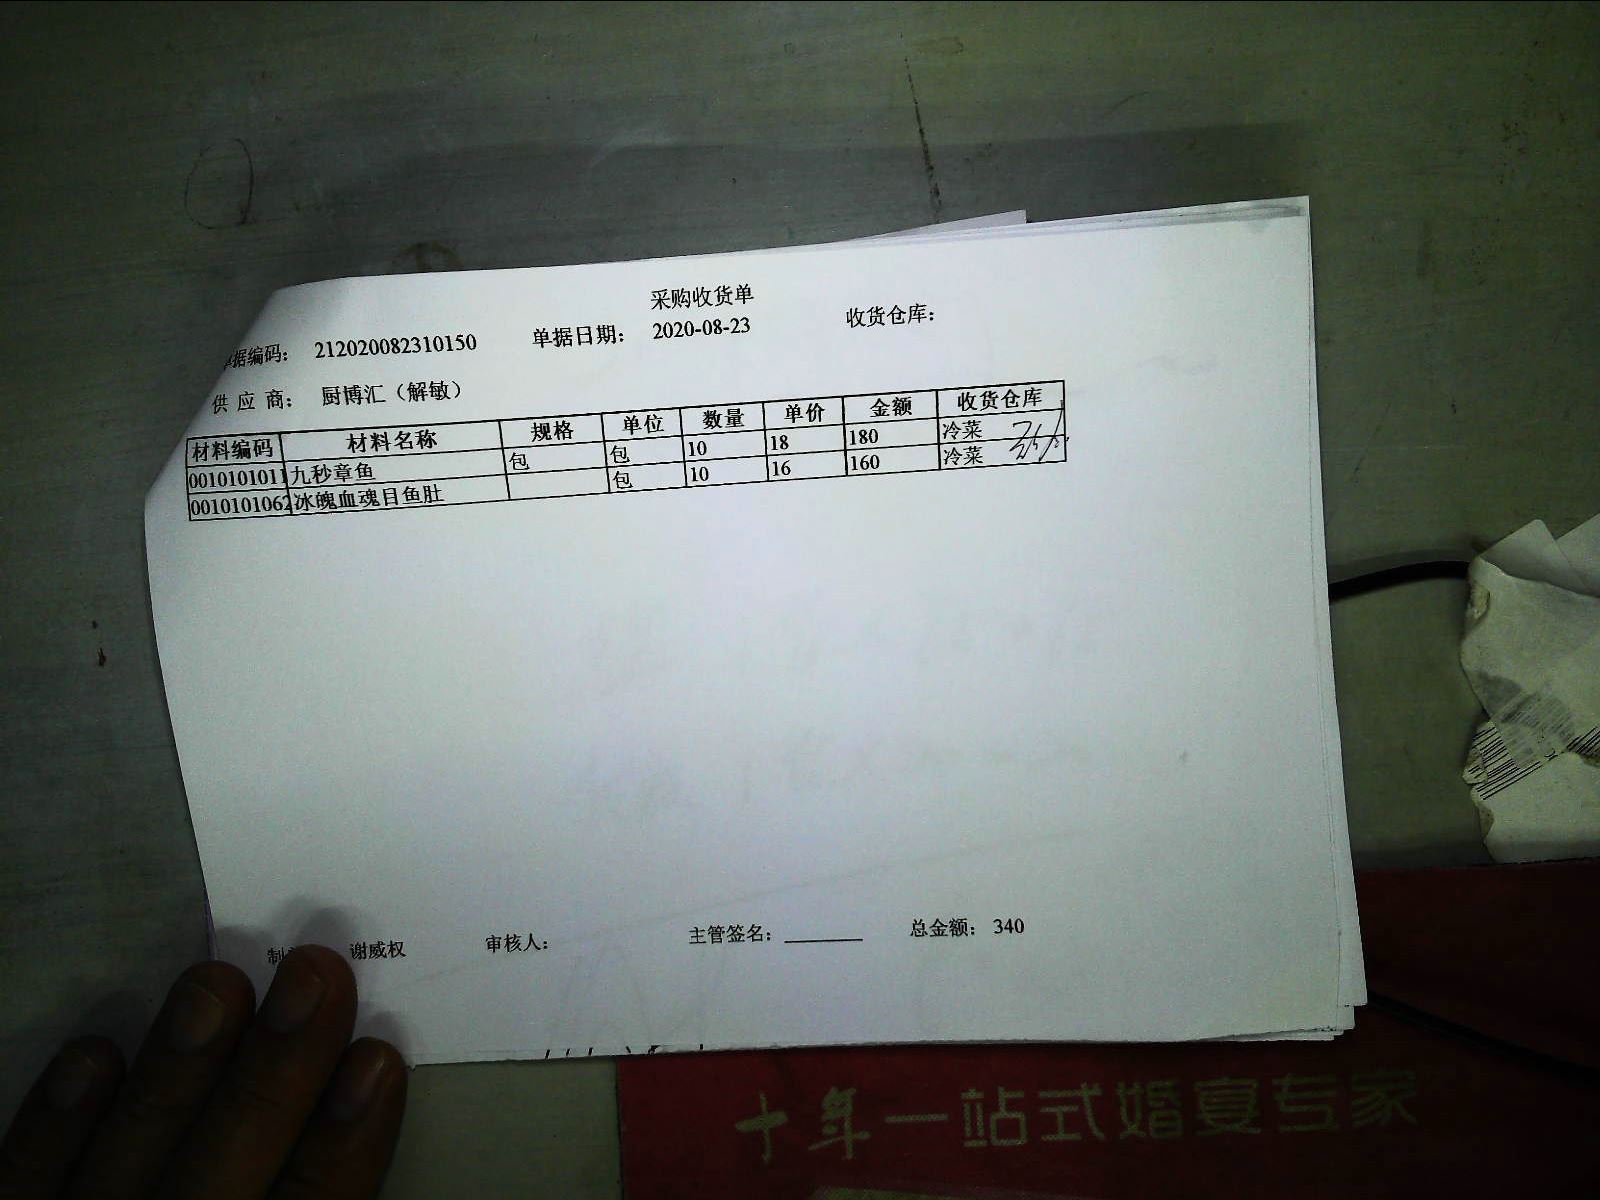 采购收货单
单据编码： 212020082310150 单据日期： 2020-08-23 收货仓库：
供 应 商： 厨博汇（解敏）
材料编码 材料名称 规格 单位 数量 单价 金额 收货仓库
0010101011 九秒章鱼 包 包 10 18 180 冷菜
0010101062 冰魄血魂目鱼肚 包 10 16 160 冷菜
制 谢威权 审核人： 主管签名： 总金额： 340
十年一站式婚宴专家